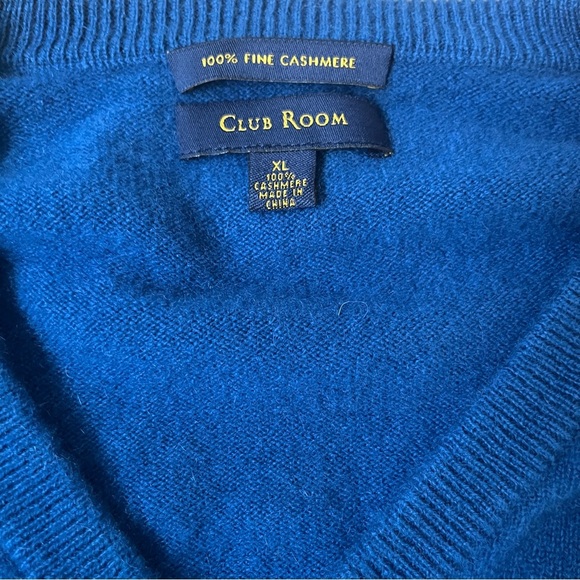 100% FINE CASHMERE
CLUB ROOM
XL
100%
CASHMERE
MADE IN
CHINA